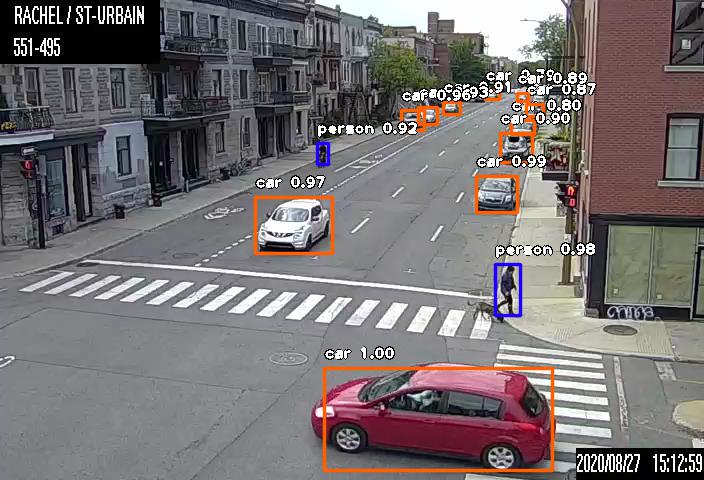 RACHEL / ST-URBAIN
551-495
car 0.89
car 0.87
car 0.80
car 0.90
person 0.92
car 0.99
car 0.97
person 0.98
car 1.00
2020/08/27 15:12:59